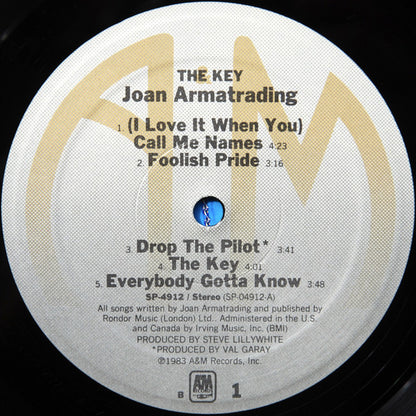 THE KEY
Joan Armatrading
1. (I Love It When You)
Call Me Names 4:23
2. Foolish Pride 3:16
3. Drop The Pilot* 3:41
4. The Key 4:01
5. Everybody Gotta Know 3:48
SP-4912 / Stereo (SP-04912-A)
All songs written by Joan Armatrading and published by
Rondor Music (London) Ltd.. Administered in the U.S.
and Canada by Irving Music, Inc. (BMI)
PRODUCED BY STEVE LILLYWHITE
*PRODUCED BY VAL GARAY
℗1983 A&M Records, Inc.
B A&M 1